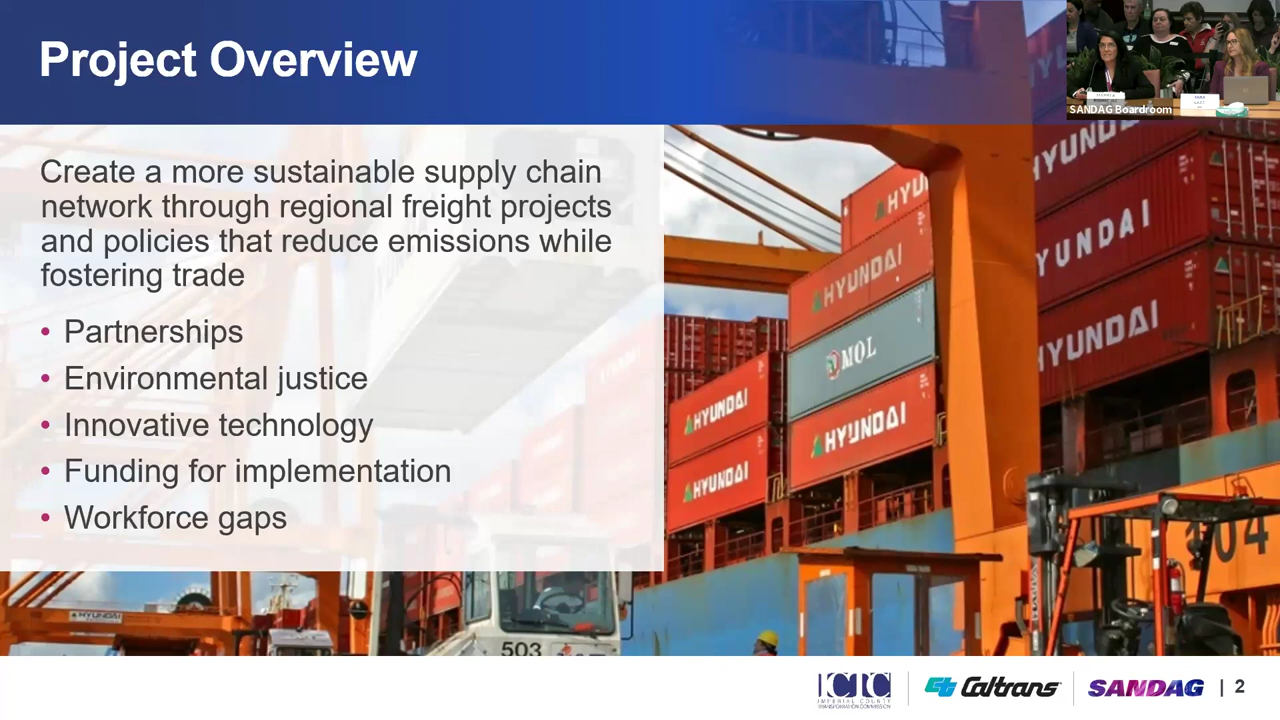 Project Overview
SANDAG Boardroom
Create a more sustainable supply chain
network through regional freight projects
and policies that reduce emissions while
fostering trade
• Partnerships
• Environmental justice
• Innovative technology
• Funding for implementation
• Workforce gaps
HYUNDAI
HYUNDAI
HYUNDAI
HYUNDAI
MOL
HYUNDAI
HYUNDAI
HYUNDAI
HYUNDAI
503
ICTC
IMPERIAL COUNTY
TRANSPORTATION COMMISSION
Caltrans
SANDAG | 2